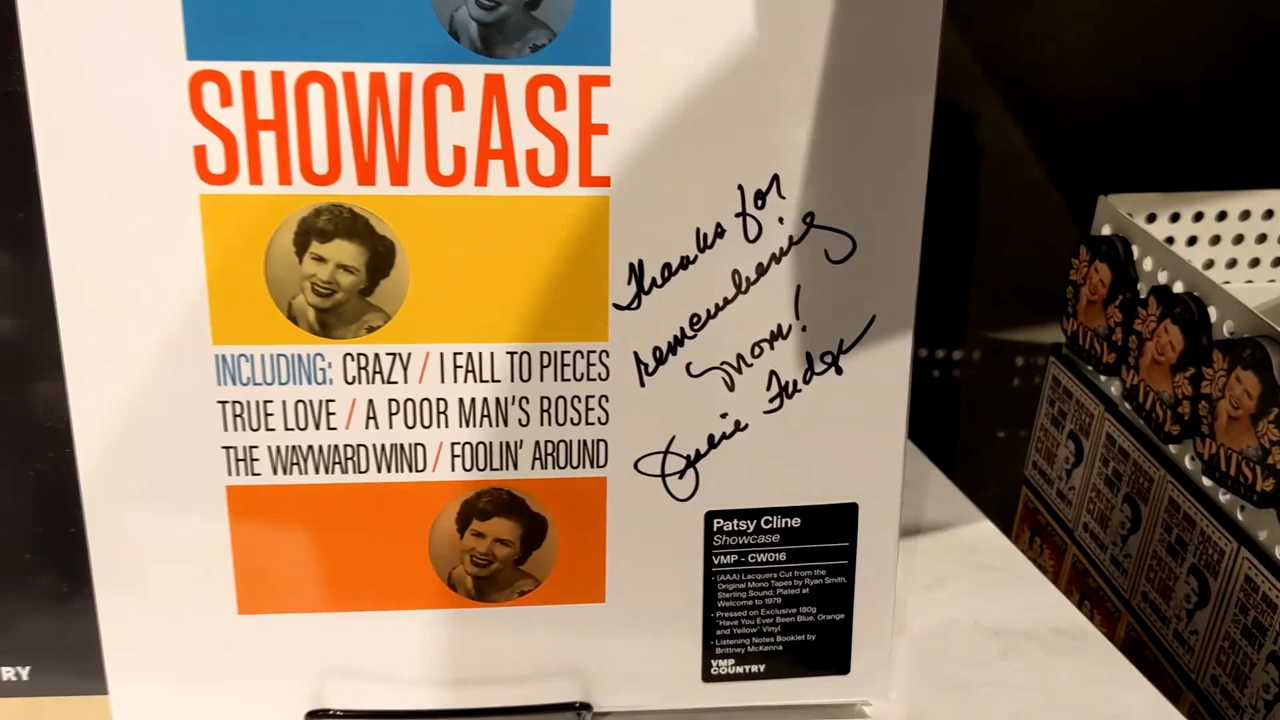 SHOWCASE
INCLUDING: CRAZY / I FALL TO PIECES
TRUE LOVE / A POOR MAN'S ROSES
THE WAYWARD WIND / FOOLIN' AROUND
Thanks for
remembering
mom!
Julie Fudge
Patsy Cline
Showcase
VMP - CW016
• (AAA) Lacquers Cut from the
Original Mono Tapes by Ryan Smith,
Sterling Sound; Plated at
Welcome to 1979
• Pressed on Exclusive 180g
"Have You Ever Been Blue, Orange
and Yellow" Vinyl
• Listening Notes Booklet by
Brittney McKenna
VMP
COUNTRY
RY
PATSY
PATSY
PATSY